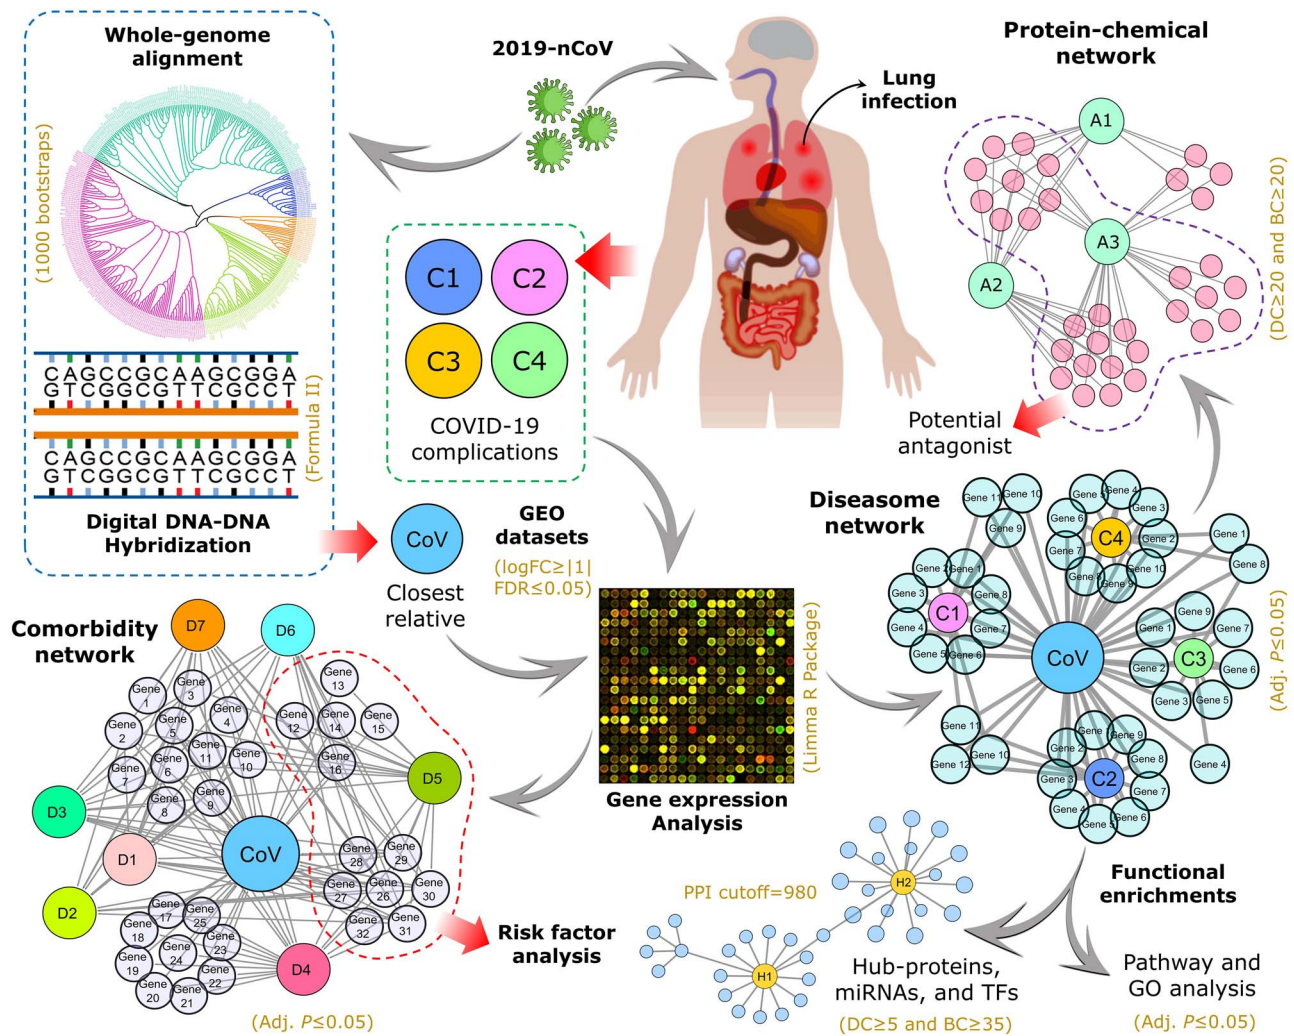 Whole-genome
alignment
(1000 bootstraps)
CAGCCGCAAGCGGA
GTCGGCGTTCGCCT
(Formula II)
CAGCCGCAAGCGGA
GTCGGCGTTCGCCT
Digital DNA-DNA
Hybridization
2019-nCoV
Lung
infection
C1
C2
C3
C4
COVID-19
complications
CoV
Closest
relative
GEO
datasets
(logFC≥|1|
FDR≤0.05)
(Limma R Package)
Gene expression
Analysis
Protein-chemical
network
A1
A3
A2
(DC≥20 and BC≥20)
Potential
antagonist
Diseasome
network
Gene 11
Gene 10
Gene 9
Gene 2
Gene 1
Gene 3
Gene 8
C1
Gene 4
Gene 7
Gene 5
Gene 6
Gene 5
Gene 4
Gene 6
Gene 3
C4
Gene 7
Gene 2
Gene 8
Gene 9
Gene 10
Gene 1
Gene 8
CoV
Gene 9
Gene 1
Gene 7
C3
Gene 2
Gene 6
Gene 3
Gene 5
Gene 4
Gene 11
Gene 12
Gene 10
Gene
Gene 9
Gene 2
Gene 8
Gene 3
C2
Gene 7
Gene 4
Gene 5
Gene 6
(Adj. P≤0.05)
Functional
enrichments
Pathway and
GO analysis
(Adj. P≤0.05)
PPI cutoff=980
H2
H1
Hub-proteins,
miRNAs, and TFs
(DC≥5 and BC≥35)
Comorbidity
network
D7
D6
Gene
1
Gene
3
Gene
2
Gene
5
Gene
4
Gene
7
Gene
6
Gene
11
Gene
10
Gene
8
Gene
9
Gene
13
Gene
12
Gene
14
Gene
15
Gene
16
D5
D3
D1
CoV
D2
Gene
28
Gene
29
Gene
27
Gene
26
Gene
30
Gene
32
Gene
31
Gene
17
Gene
25
Gene
18
Gene
23
Gene
24
Gene
19
Gene
22
Gene
20
Gene
21
D4
Risk factor
analysis
(Adj. P≤0.05)